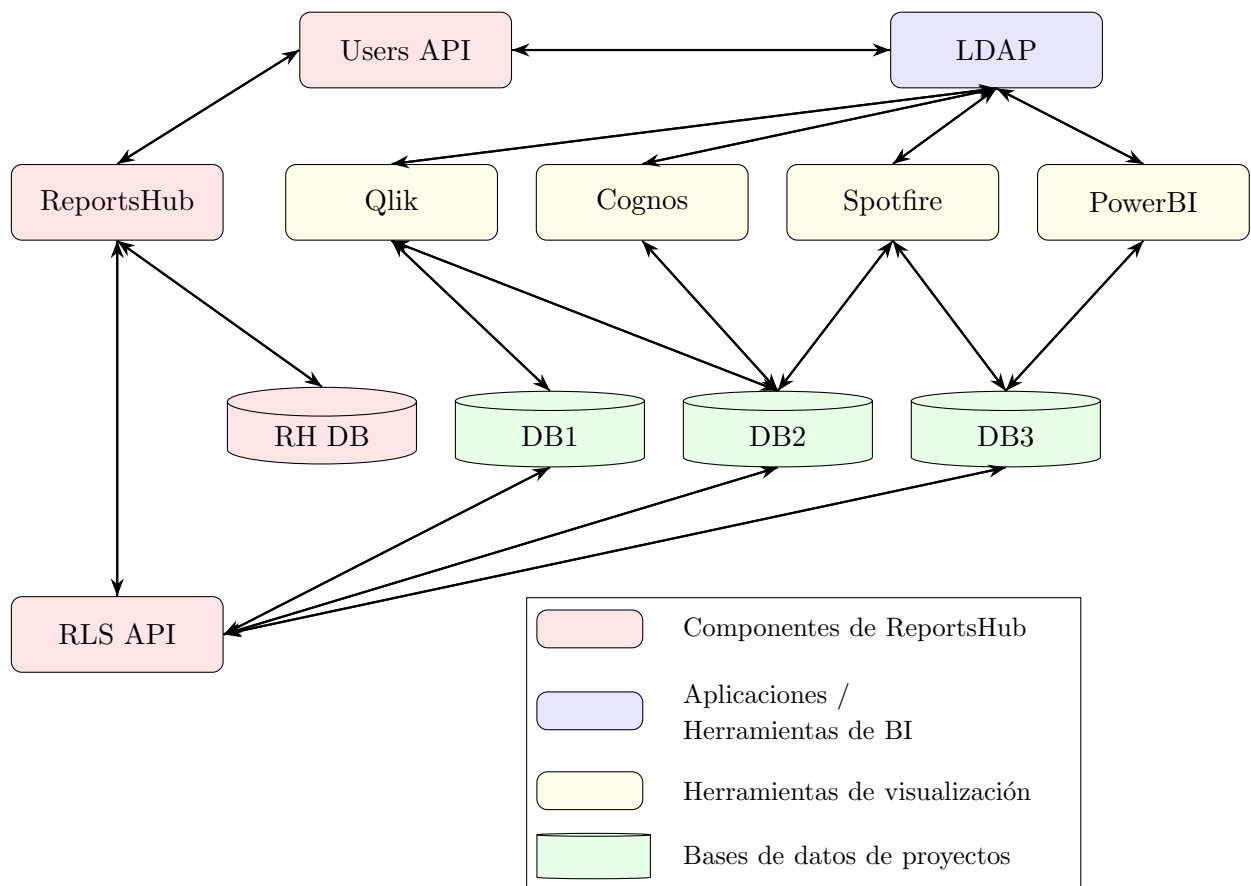 Users API
LDAP
ReportsHub
Qlik
Cognos
Spotfire
PowerBI
RH DB
DB1
DB2
DB3
RLS API
Componentes de ReportsHub
Aplicaciones /
Herramientas de BI
Herramientas de visualización
Bases de datos de proyectos